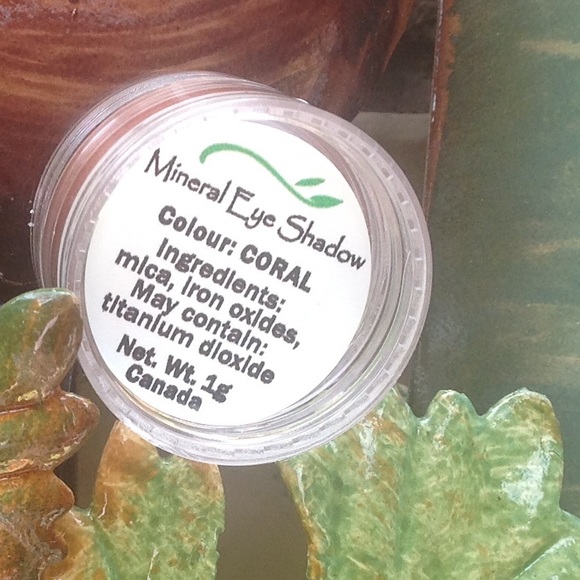 Mineral Eye Shadow
Colour: CORAL
Ingredients:
mica, iron oxides,
May contain:
titanium dioxide
Net. Wt. 1g
Canada